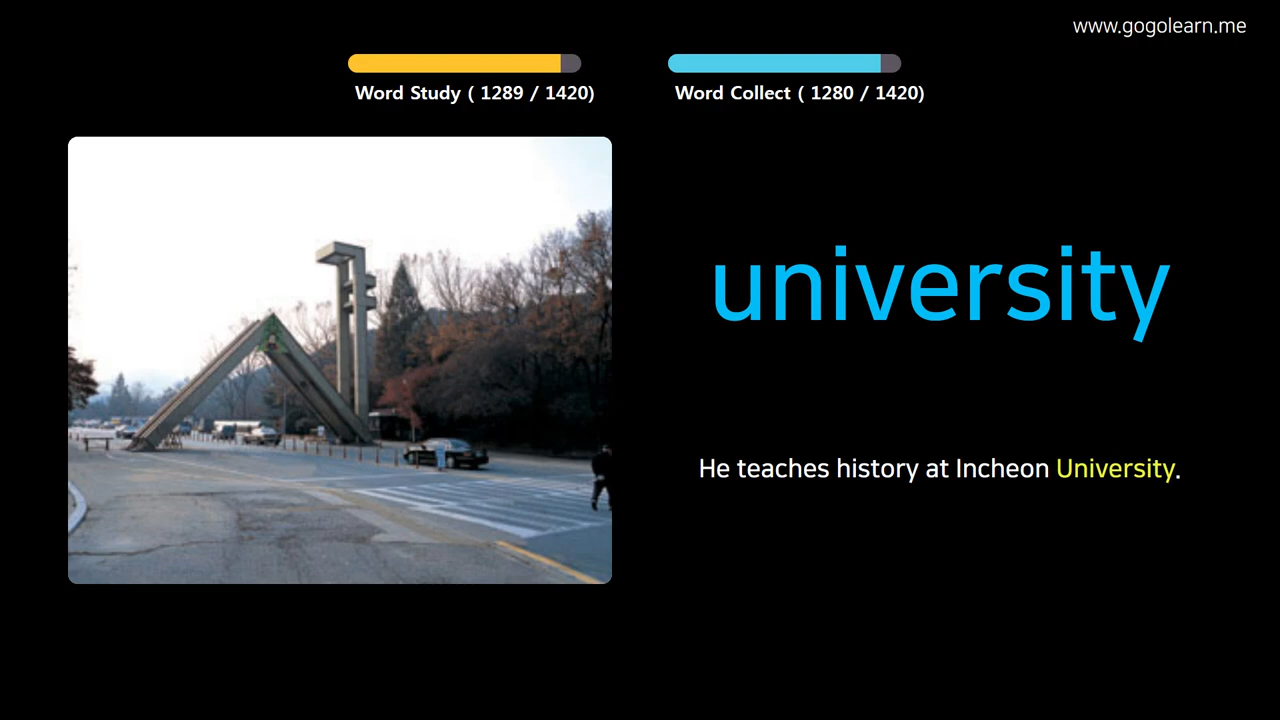 www.gogolearn.me
Word Study ( 1289 / 1420)
Word Collect ( 1280 / 1420)
university
He teaches history at Incheon University.